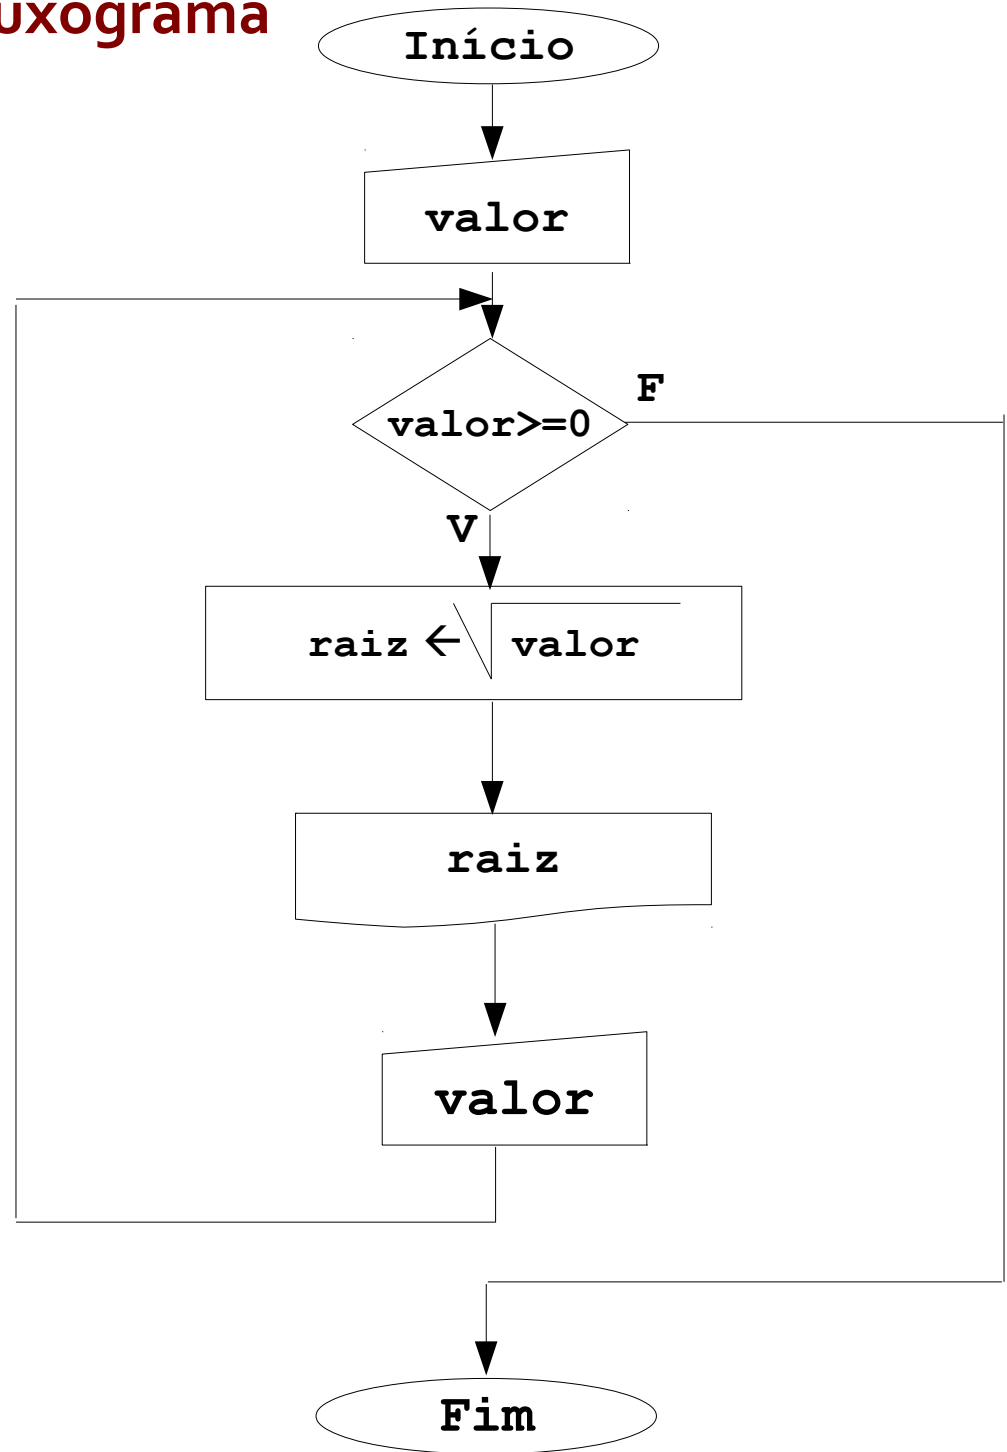 uxograma
Início
valor
valor>=0
F
V
raiz ← √valor
raiz
valor
Fim